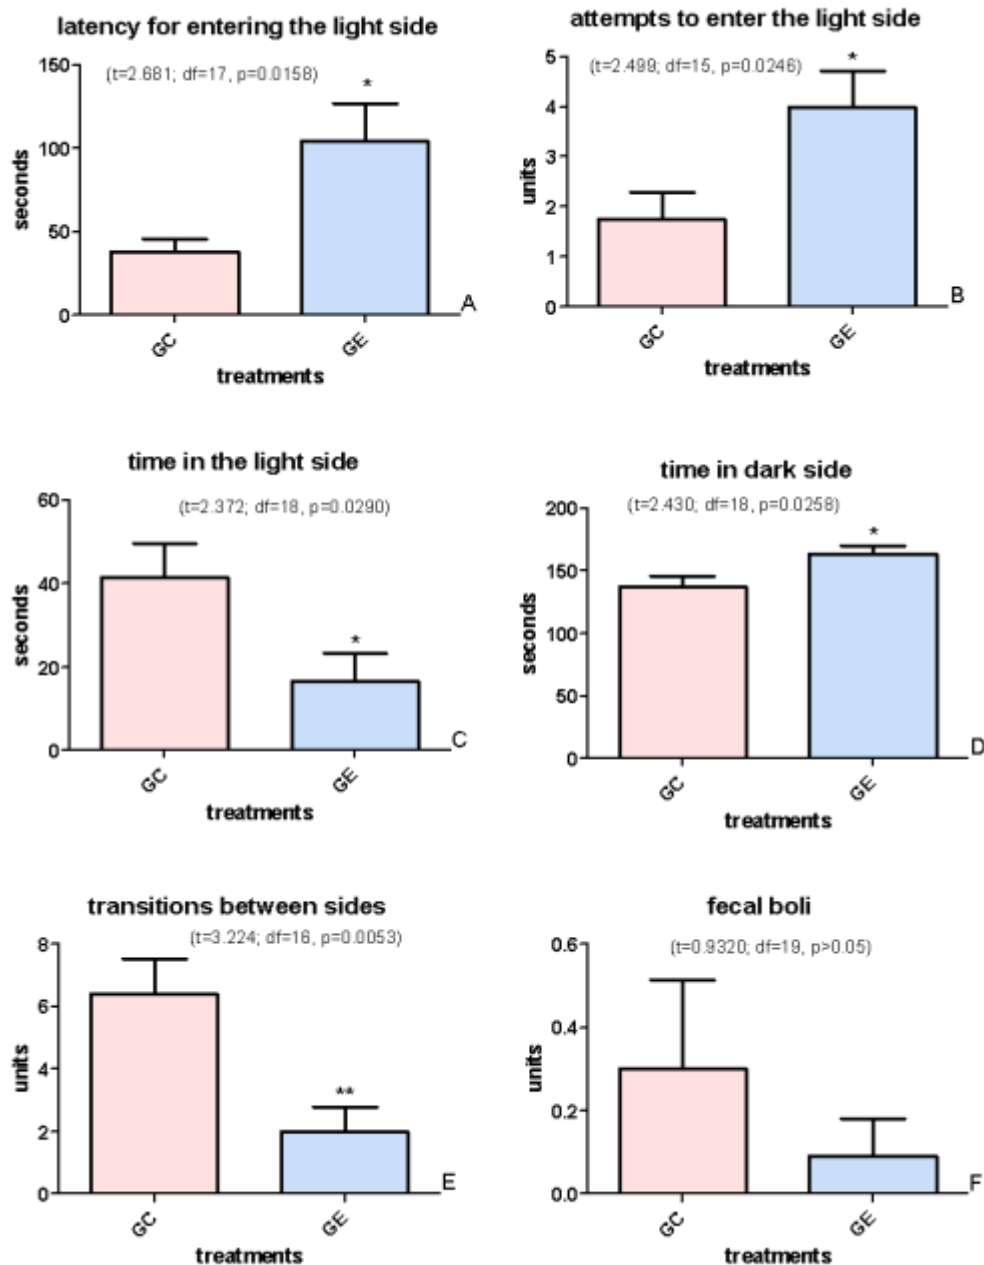 latency for entering the light side
(t=2.681; df=17, p=0.0158)
150
100
50
0
seconds
*
GC
GE
treatments
A
attempts to enter the light side
(t=2.499; df=15, p=0.0246)
5
4
3
2
1
0
units
*
GC
GE
treatments
B
time in the light side
(t=2.372; df=18, p=0.0290)
60
40
20
0
seconds
*
GC
GE
treatments
C
time in dark side
(t=2.430; df=18, p=0.0258)
200
150
100
50
0
seconds
*
GC
GE
treatments
D
transitions between sides
(t=3.224; df=16, p=0.0053)
8
6
4
2
0
units
**
GC
GE
treatments
E
fecal boli
(t=0.9320; df=19, p>0.05)
0.6
0.4
0.2
0.0
units
GC
GE
treatments
F